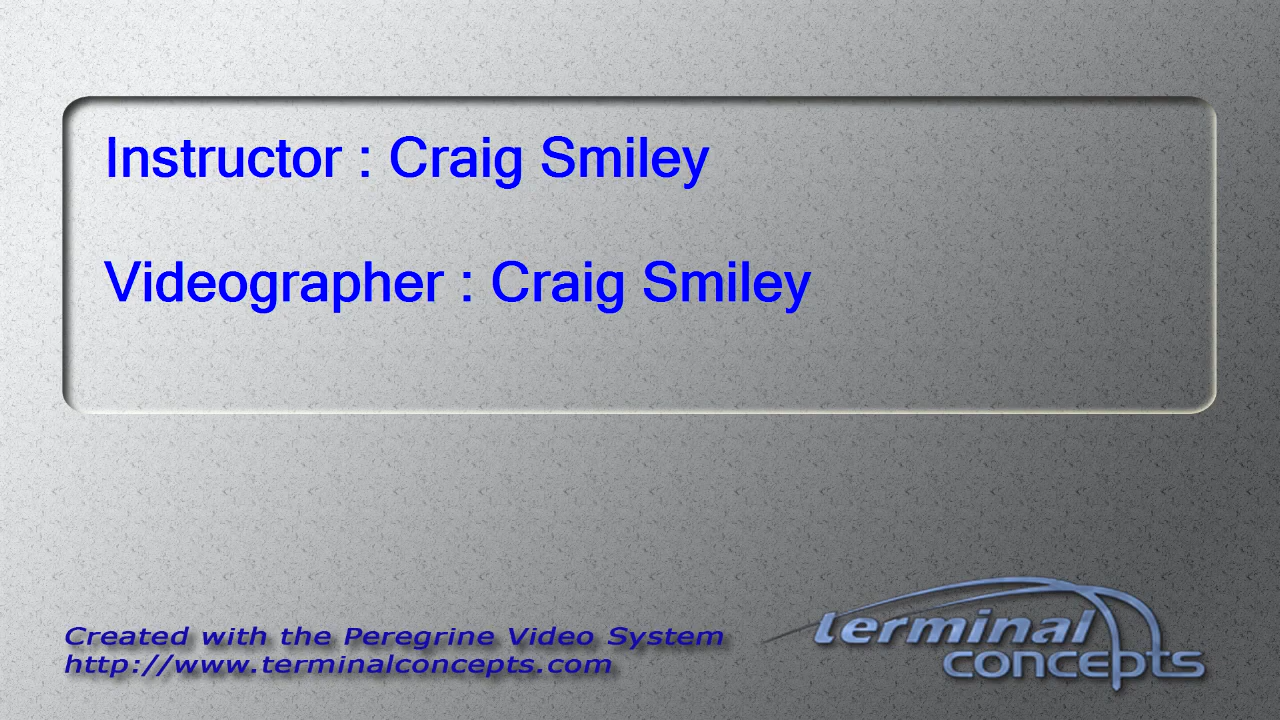 Instructor : Craig Smiley
Videographer : Craig Smiley
Created with the Peregrine Video System
http://www.terminalconcepts.com
terminal
concepts